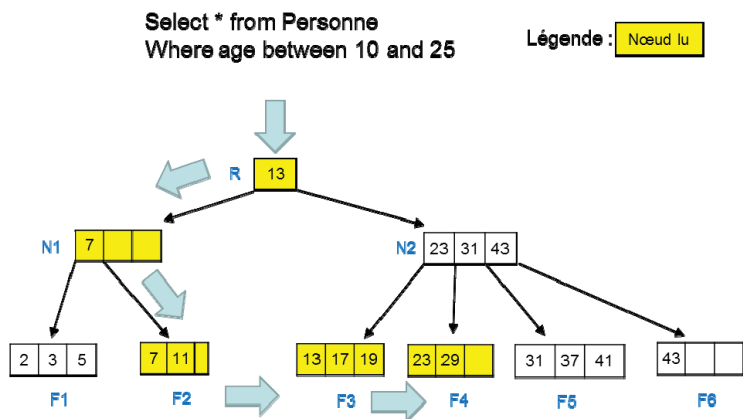 Select * from Personne
Where age between 10 and 25
Légende : Nœud lu
R 13
N1 7
N2 23 31 43
2 3 5
7 11
13 17 19
23 29
31 37 41
43
F1 F2 F3 F4 F5 F6